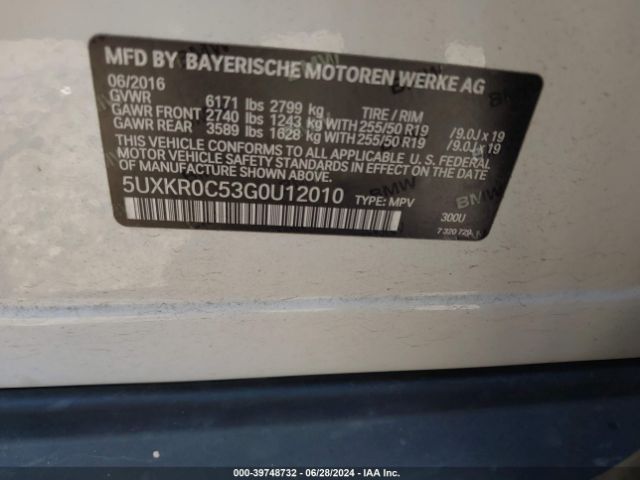 MFD BY BAYERISCHE MOTOREN WERKE AG
06/2016
GVWR 6171 lbs 2799 kg TIRE / RIM
GAWR FRONT 2740 lbs 1243 kg WITH 255/50 R19 /9.0J x 19
GAWR REAR 3589 lbs 1628 kg WITH 255/50 R19 /9.0J x 19
THIS VEHICLE CONFORMS TO ALL APPLICABLE U.S. FEDERAL
MOTOR VEHICLE SAFETY STANDARDS IN EFFECT ON THE DATE
OF MANUFACTURE SHOWN ABOVE.
5UXKR0C53G0U12010 TYPE: MPV 300U
7 320 729
000-39748732 / 06/28/2024 - IAA Inc.